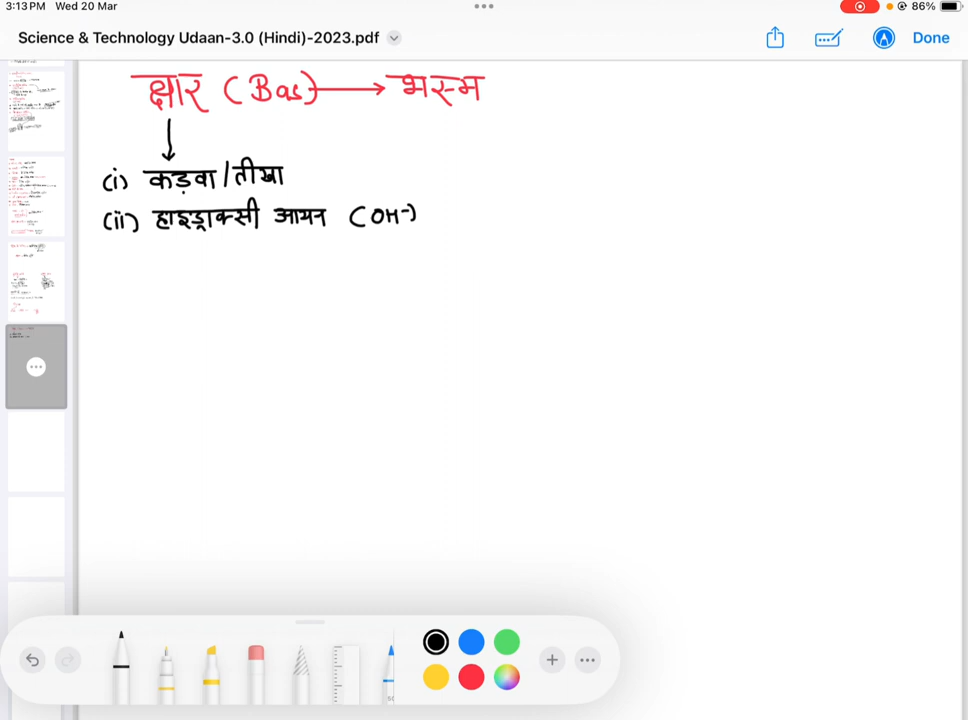 3:13 PM Wed 20 Mar
86%
Science & Technology Udaan-3.0 (Hindi)-2023.pdf
Done
क्षार (Bas) → भस्म
(i) कड़वा/तीखा
(ii) हाइड्राक्सी आयन (OH-)